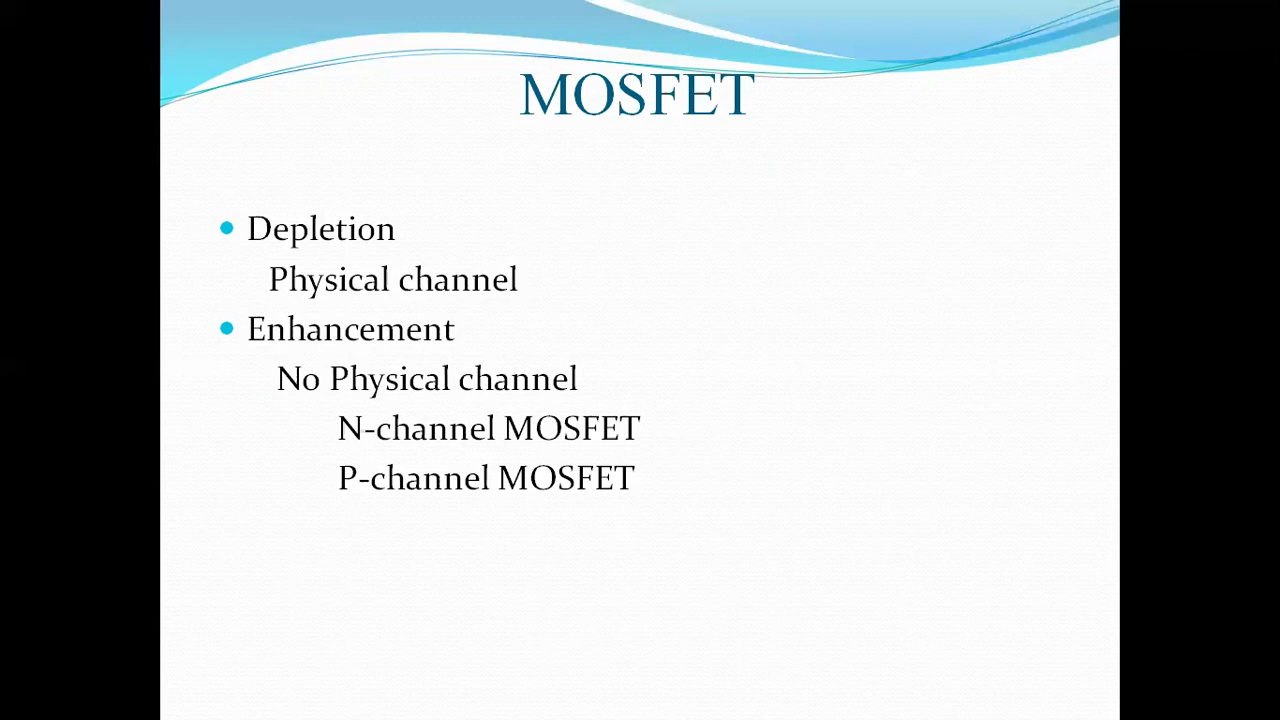 MOSFET
Depletion
Physical channel
Enhancement
No Physical channel
N-channel MOSFET
P-channel MOSFET